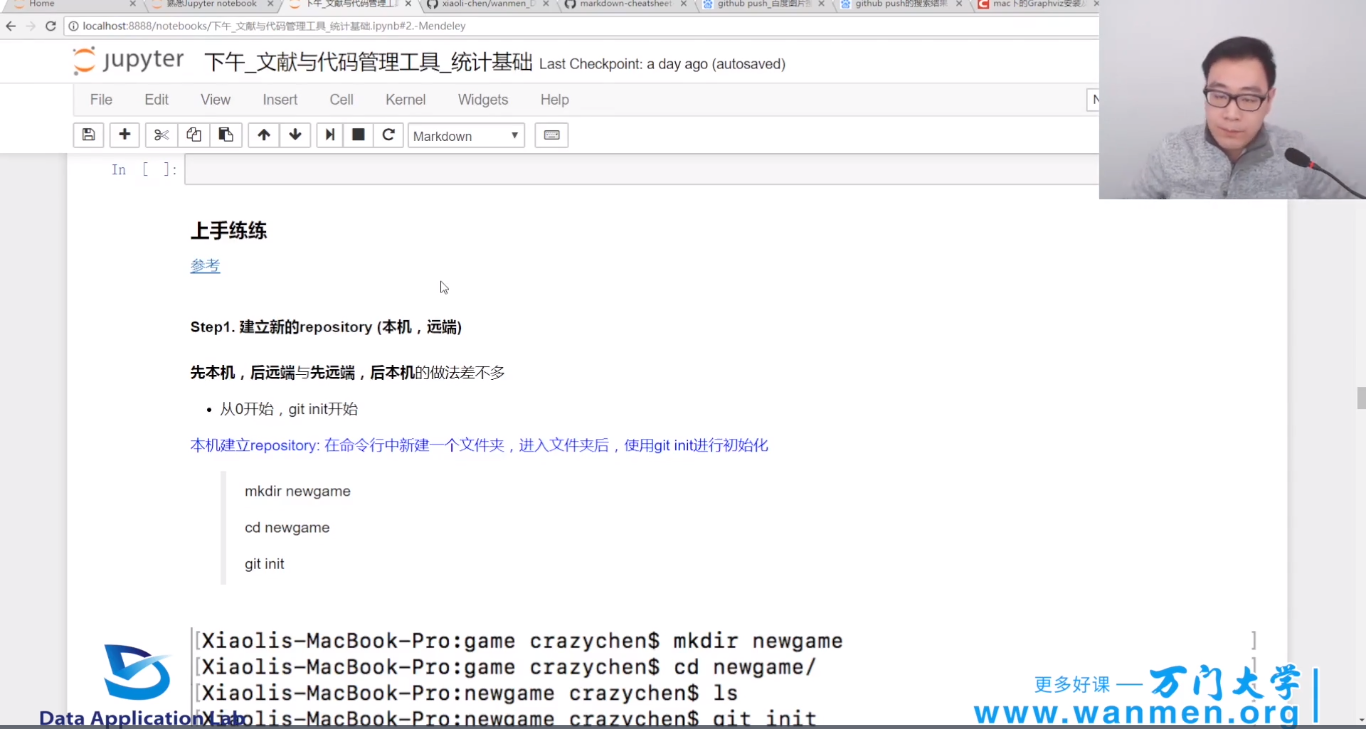 Home
熟悉Jupyter notebook
下午_文献与代码管理工
xiaoli-chen/wanmen_D
markdown-cheatsheet
github push_百度图片
github push的搜索结果
mac下的Graphviz安装
localhost:8888/notebooks/下午_文献与代码管理工具_统计基础.ipynb#2.-Mendeley
jupyter 下午_文献与代码管理工具_统计基础 Last Checkpoint: a day ago (autosaved)
File Edit View Insert Cell Kernel Widgets Help
Markdown
In [ ]:
上手练练
参考
Step1. 建立新的repository (本机，远端)
先本机，后远端与先远端，后本机的做法差不多
• 从0开始，git init开始
本机建立repository: 在命令行中新建一个文件夹，进入文件夹后，使用git init进行初始化
mkdir newgame
cd newgame
git init
[Xiaolis-MacBook-Pro:game crazychen$ mkdir newgame ]
[Xiaolis-MacBook-Pro:game crazychen$ cd newgame/ ]
[Xiaolis-MacBook-Pro:newgame crazychen$ ls
[Xiaolis-MacBook-Pro:newgame crazychen$ git init
Data Application Lab
更多好课 — 万门大学
www.wanmen.org